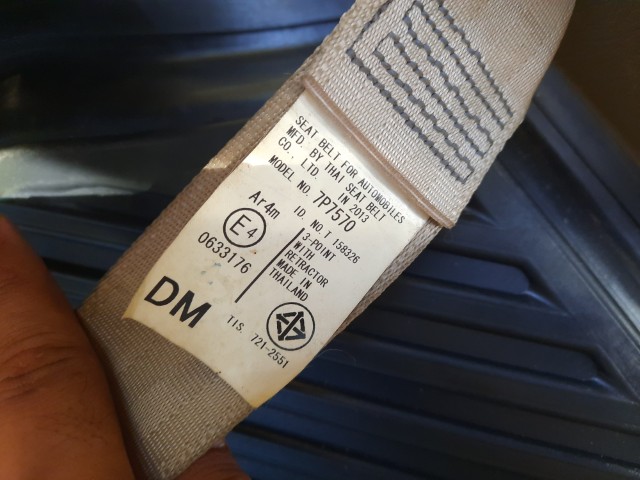 SEAT BELT FOR AUTOMOBILES
MFD. BY THAI SEAT BELT
CO., LTD. IN 2013
MODEL NO. 7P7570
ID. NO. T 158326
Ar4m
E4
0633176
3-POINT
WITH
RETRACTOR
MADE IN
THAILAND
DM
TIS. 721-2551